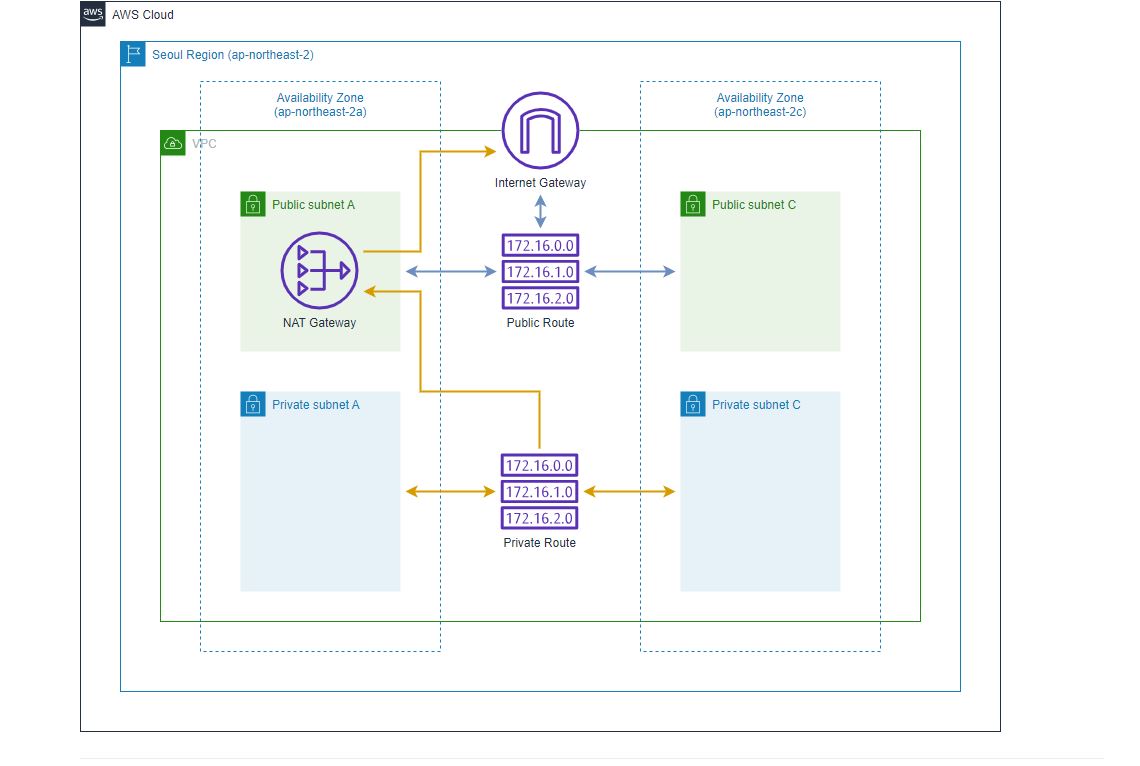 aws
AWS Cloud
Seoul Region (ap-northeast-2)
Availability Zone
(ap-northeast-2a)
Availability Zone
(ap-northeast-2c)
VPC
Internet Gateway
Public subnet A
Public subnet C
172.16.0.0
172.16.1.0
172.16.2.0
NAT Gateway
Public Route
Private subnet A
Private subnet C
172.16.0.0
172.16.1.0
172.16.2.0
Private Route